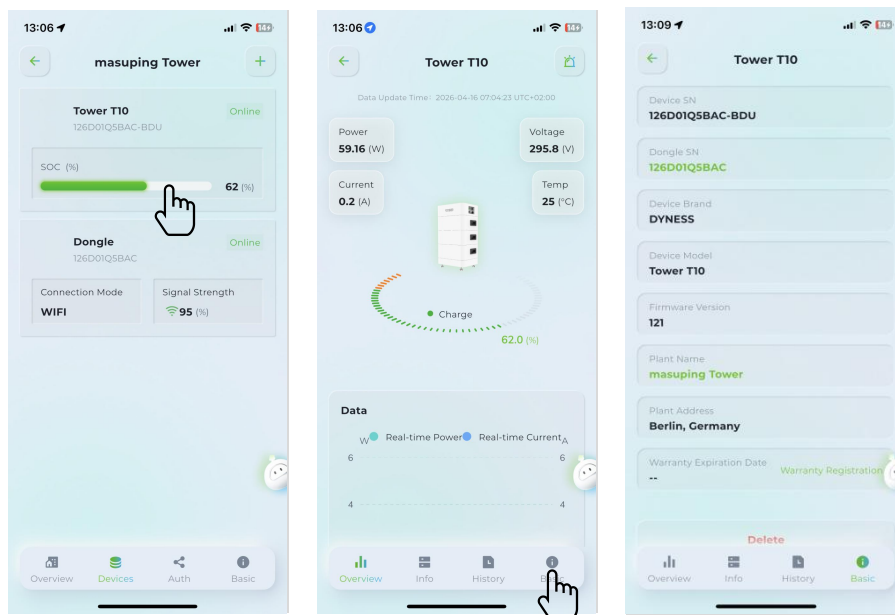 13:06
masuping Tower
Tower T10
Online
126D01Q5BAC-BDU
SOC (%)
62 (%)
Dongle
Online
126D01Q5BAC
Connection Mode
Signal Strength
WIFI
95 (%)
Overview
Devices
Auth
Basic
13:06
Tower T10
Data Update Time: 2026-04-16 07:04:23 UTC+02:00
Power
59.16 (W)
Voltage
295.8 (V)
Current
0.2 (A)
Temp
25 (°C)
Charge
62.0 (%)
Data
W
Real-time Power
Real-time Current
A
6
6
4
4
Overview
Info
History
13:09
Tower T10
Device SN
126D01Q5BAC-BDU
Dongle SN
126D01Q5BAC
Device Brand
DYNESS
Device Model
Tower T10
Firmware Version
121
Plant Name
masuping Tower
Plant Address
Berlin, Germany
Warranty Expiration Date
--
Warranty Registration
Delete
Overview
Info
History
Basic